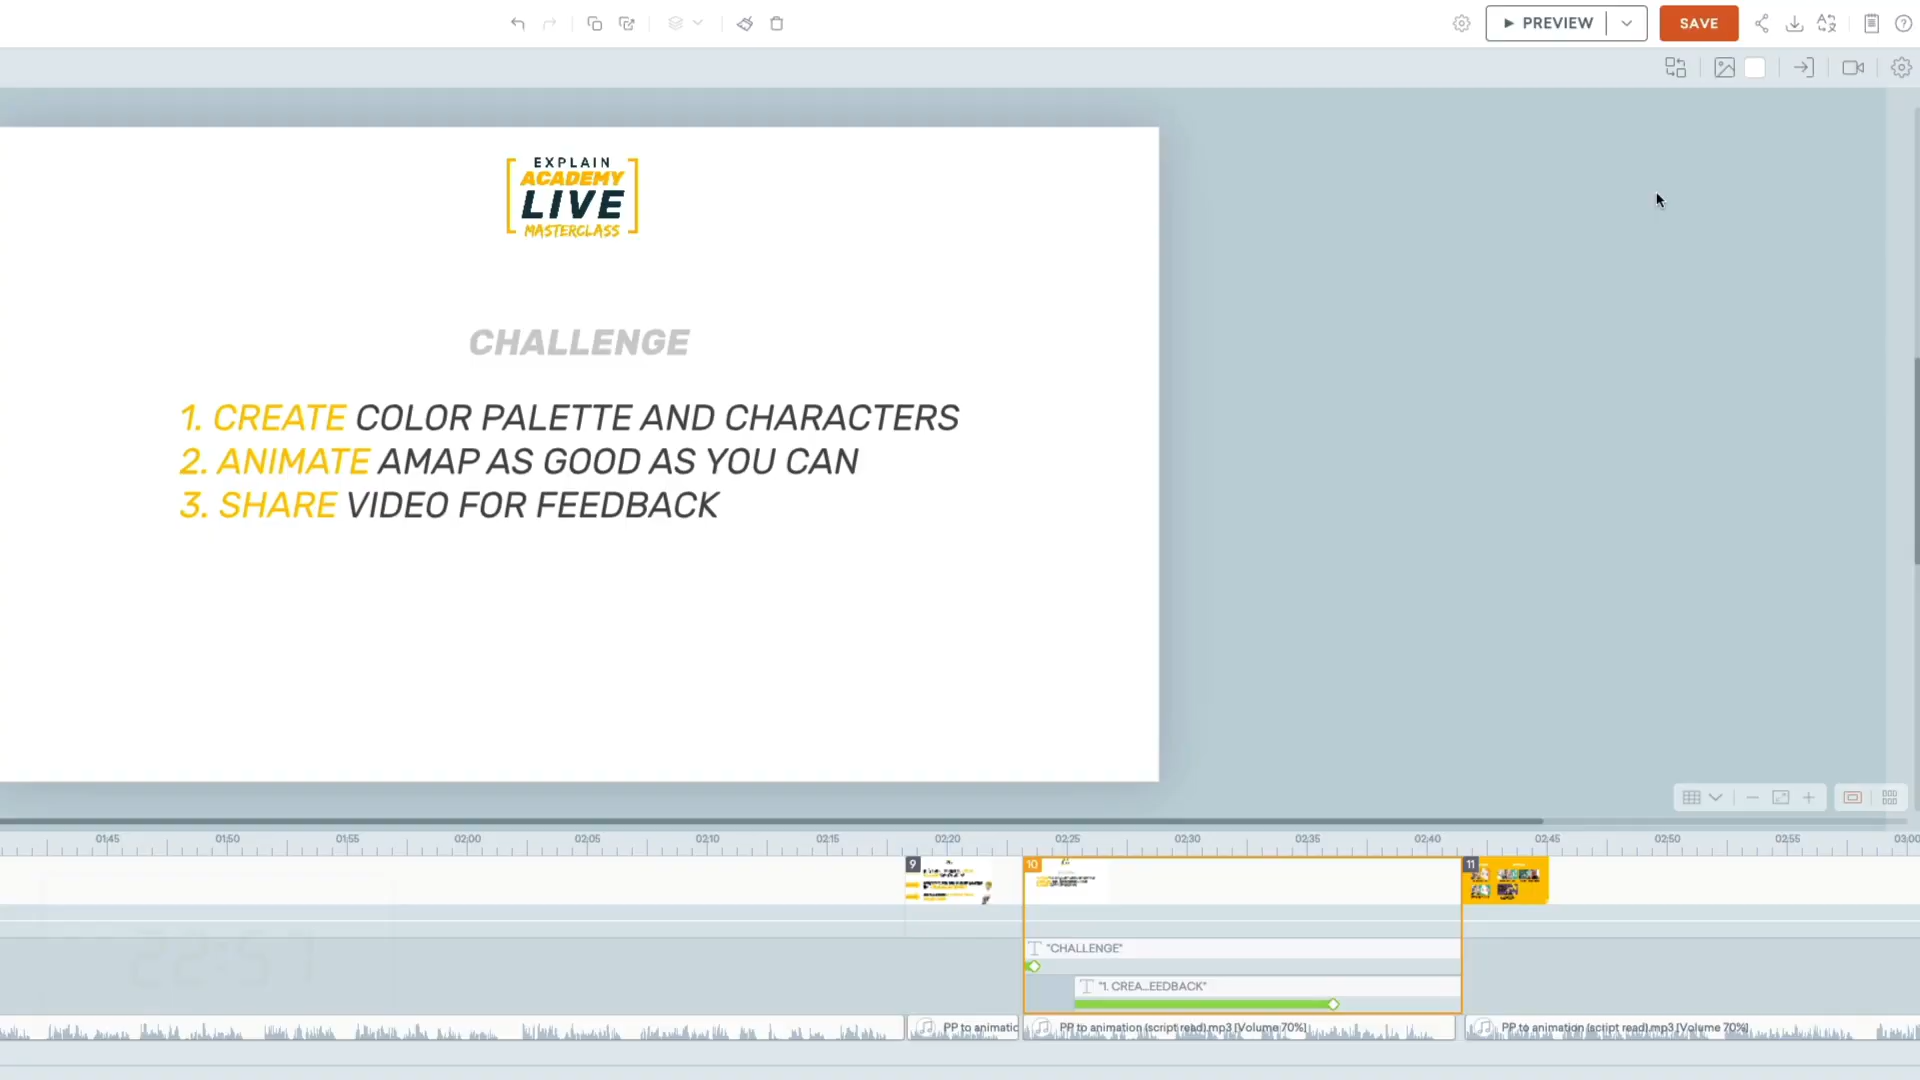 PREVIEW
SAVE
EXPLAIN
ACADEMY
LIVE
MASTERCLASS
CHALLENGE
1. CREATE COLOR PALETTE AND CHARACTERS
2. ANIMATE AMAP AS GOOD AS YOU CAN
3. SHARE VIDEO FOR FEEDBACK
01:45 01:50 01:55 02:00 02:05 02:10 02:15 02:20 02:25 02:30 02:35 02:40 02:45 02:50 02:55 03:00
9 10 11
"CHALLENGE"
22:57
"1. CREA...EEDBACK"
PP to animatic PP to animation (script read).mp3 [Volume 70%] PP to animation (script read).mp3 [Volume 70%]